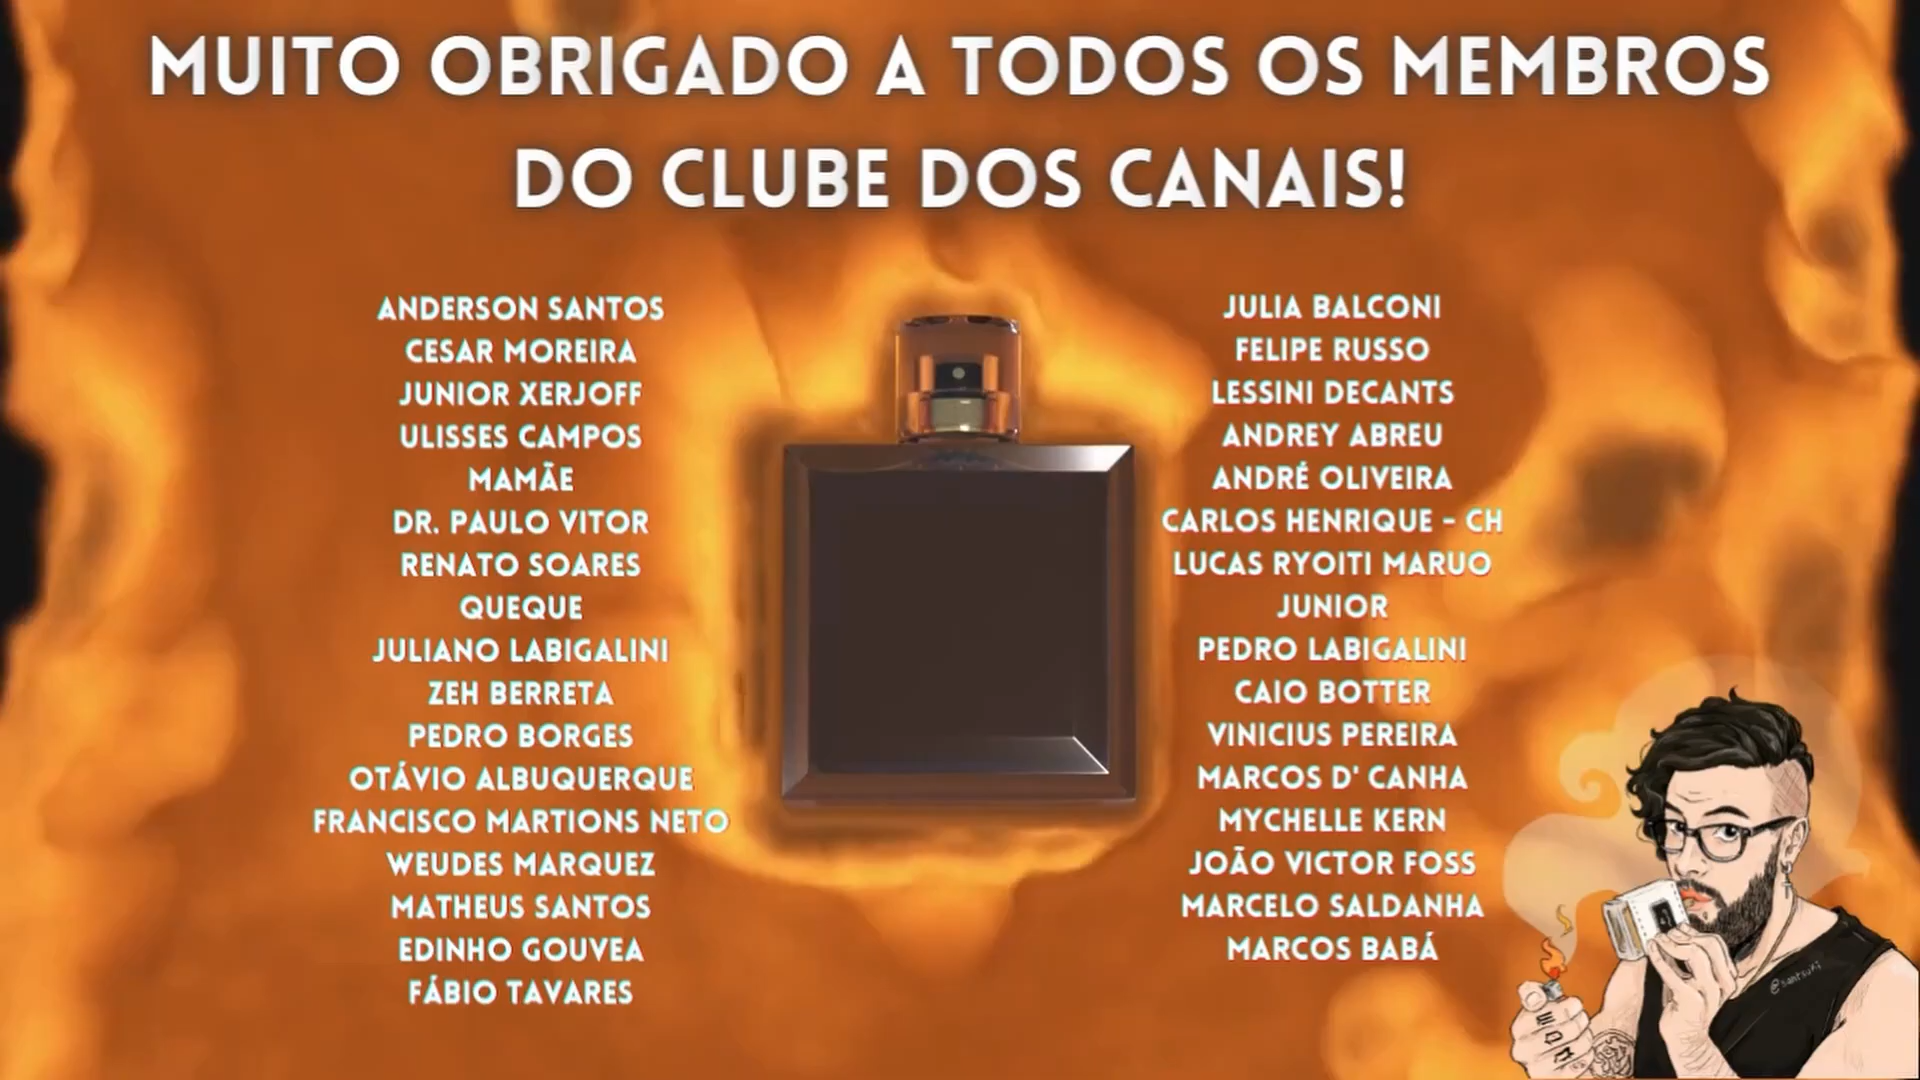 MUITO OBRIGADO A TODOS OS MEMBROS
DO CLUBE DOS CANAIS!
ANDERSON SANTOS
CESAR MOREIRA
JUNIOR XERJOFF
ULISSES CAMPOS
MAMÃE
DR. PAULO VITOR
RENATO SOARES
QUEQUE
JULIANO LABIGALINI
ZEH BERRETA
PEDRO BORGES
OTÁVIO ALBUQUERQUE
FRANCISCO MARTIONS NETO
WEUDES MARQUEZ
MATHEUS SANTOS
EDINHO GOUVEA
FÁBIO TAVARES
JULIA BALCONI
FELIPE RUSSO
LESSINI DECANTS
ANDREY ABREU
ANDRÉ OLIVEIRA
CARLOS HENRIQUE - CH
LUCAS RYOITI MARUO
JUNIOR
PEDRO LABIGALINI
CAIO BOTTER
VINICIUS PEREIRA
MARCOS D' CANHA
MYCHELLE KERN
JOÃO VICTOR FOSS
MARCELO SALDANHA
MARCOS BABÁ